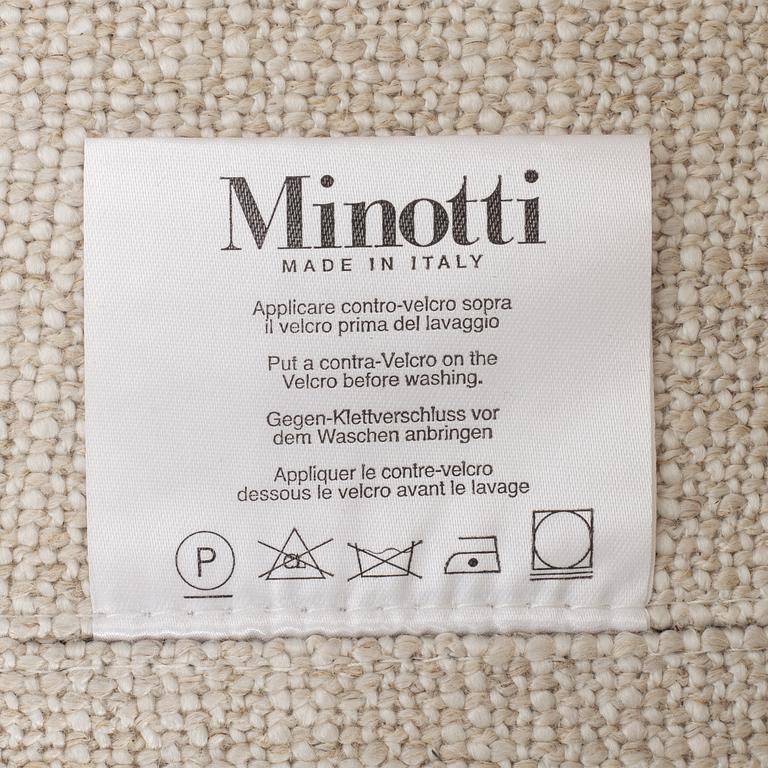 Minotti
MADE IN ITALY
Applicare contro-velcro sopra
il velcro prima del lavaggio
Put a contra-Velcro on the
Velcro before washing.
Gegen-Klettverschluss vor
dem Waschen anbringen
Appliquer le contre-velcro
dessous le velcro avant le lavage
P